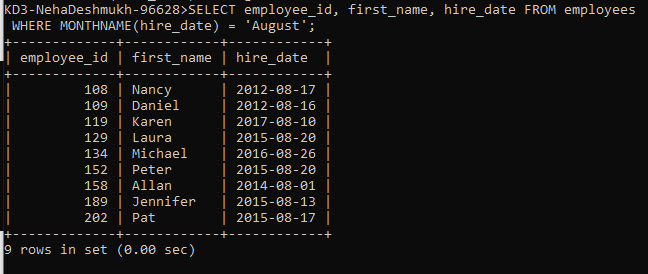 KD3-NehaDeshmukh-96628>SELECT employee_id, first_name, hire_date FROM employees
 WHERE MONTHNAME(hire_date) = 'August';
+-------------+------------+------------+
| employee_id | first_name | hire_date  |
+-------------+------------+------------+
|         108 | Nancy      | 2012-08-17 |
|         109 | Daniel     | 2012-08-16 |
|         119 | Karen      | 2017-08-10 |
|         129 | Laura      | 2015-08-20 |
|         134 | Michael    | 2016-08-26 |
|         152 | Peter      | 2015-08-20 |
|         158 | Allan      | 2014-08-01 |
|         189 | Jennifer   | 2015-08-13 |
|         202 | Pat        | 2015-08-17 |
+-------------+------------+------------+
9 rows in set (0.00 sec)